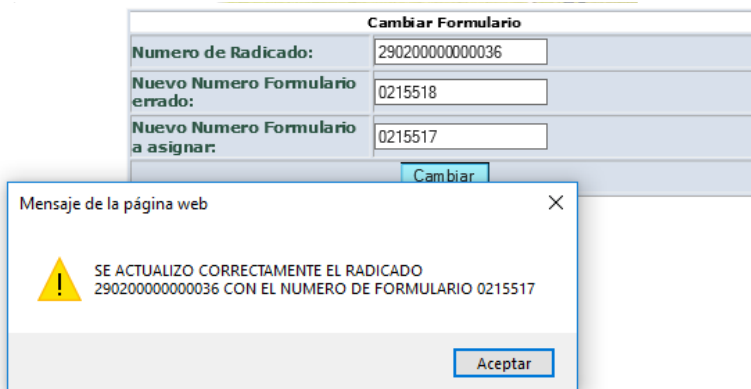 Cambiar Formulario
Numero de Radicado: 290200000000036
Nuevo Numero Formulario
errado: 0215518
Nuevo Numero Formulario
a asignar: 0215517
Cambiar
Mensaje de la página web
SE ACTUALIZO CORRECTAMENTE EL RADICADO
290200000000036 CON EL NUMERO DE FORMULARIO 0215517
Aceptar